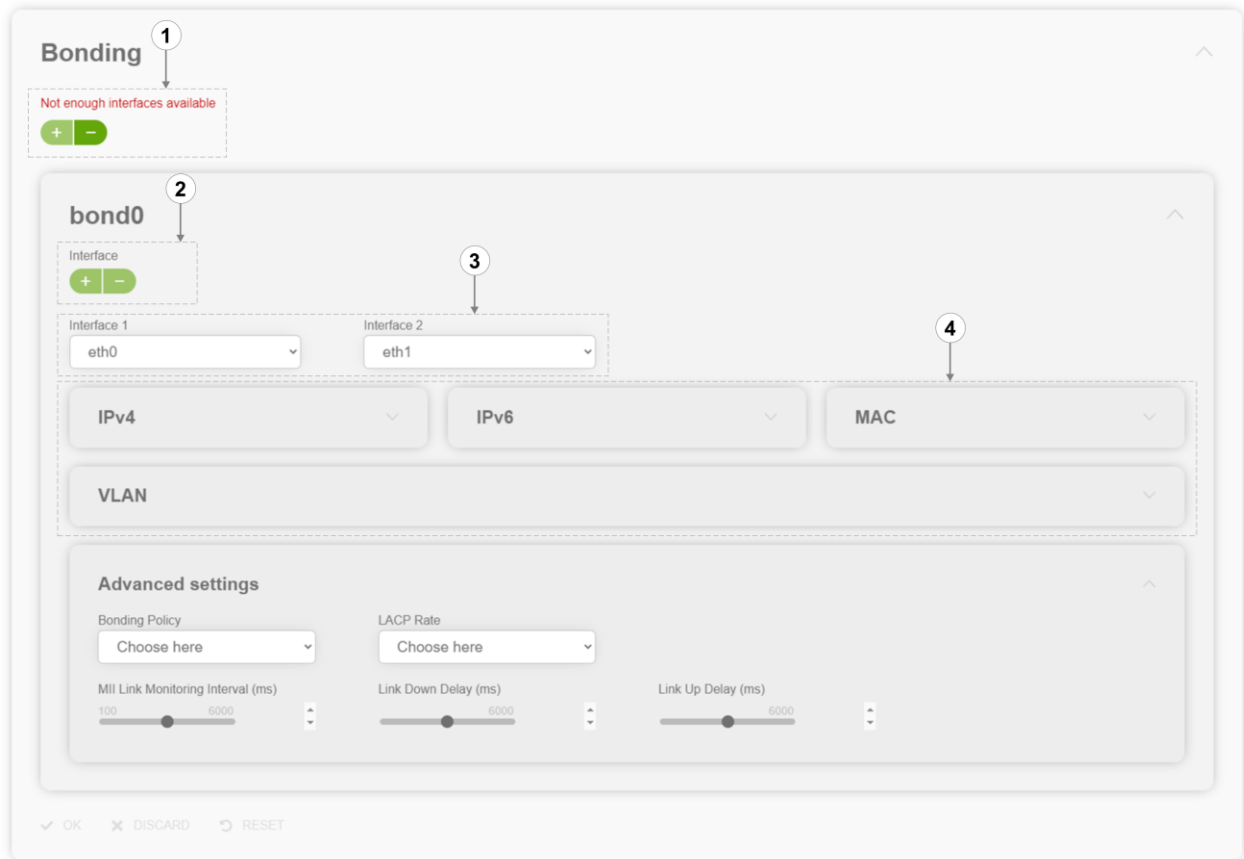 1
Bonding
Not enough interfaces available
+ −
2
bond0
Interface
+ −
3
Interface 1 Interface 2
eth0 eth1
4
IPv4 IPv6 MAC
VLAN
Advanced settings
Bonding Policy LACP Rate
Choose here Choose here
MII Link Monitoring Interval (ms) Link Down Delay (ms) Link Up Delay (ms)
100 6000 6000 6000
OK DISCARD RESET